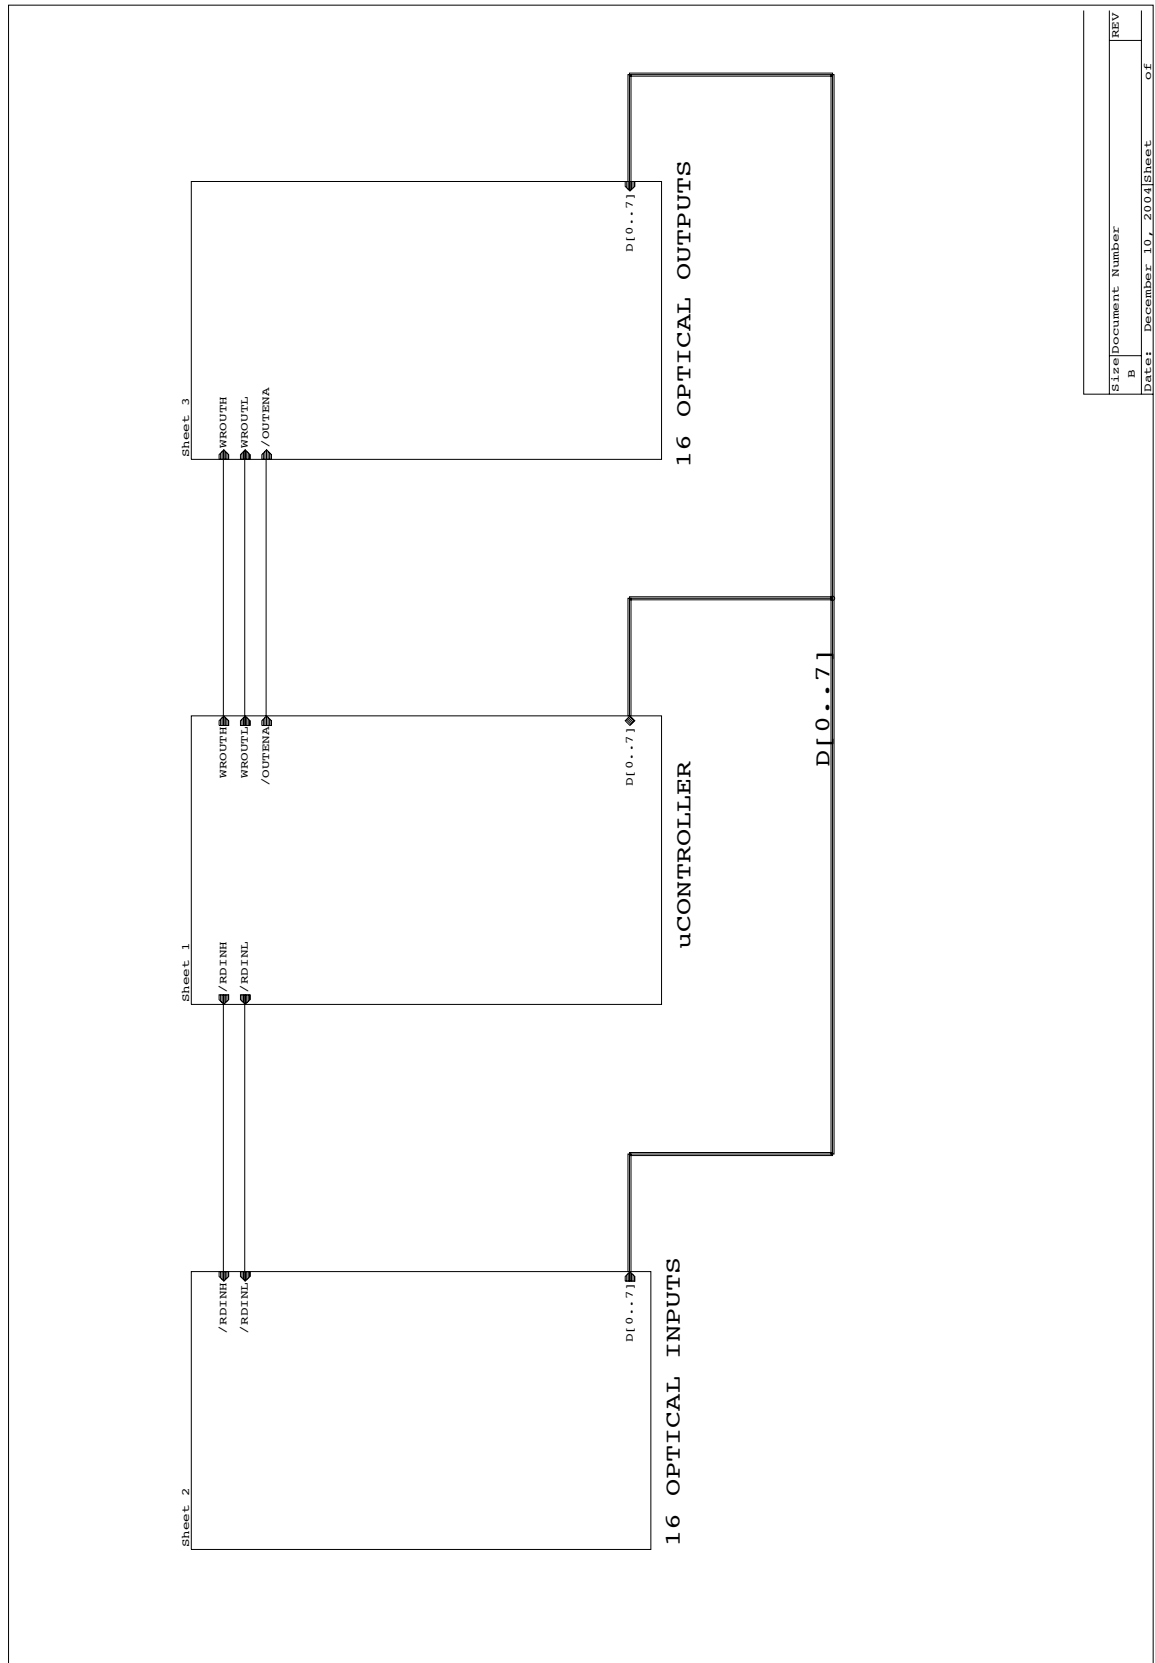 Sheet 2
/RDINH
/RDINL
D[0..7]
16 OPTICAL INPUTS
Sheet 1
/RDINH
/RDINL
WROUTH
WROUTL
/OUTENA
D[0..7]
uCONTROLLER
Sheet 3
WROUTH
WROUTL
/OUTENA
D[0..7]
16 OPTICAL OUTPUTS
D[0..7]
Size Document Number REV
B
Date: December 10, 2004 Sheet of